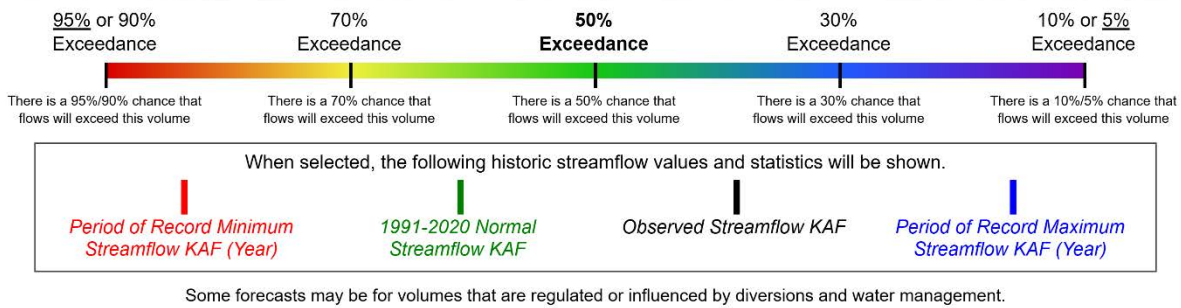 95% or 90%
Exceedance
70%
Exceedance
50%
Exceedance
30%
Exceedance
10% or 5%
Exceedance
There is a 95%/90% chance that
flows will exceed this volume
There is a 70% chance that
flows will exceed this volume
There is a 50% chance that
flows will exceed this volume
There is a 30% chance that
flows will exceed this volume
There is a 10%/5% chance that
flows will exceed this volume
When selected, the following historic streamflow values and statistics will be shown.
Period of Record Minimum
Streamflow KAF (Year)
1991-2020 Normal
Streamflow KAF
Observed Streamflow KAF
Period of Record Maximum
Streamflow KAF (Year)
Some forecasts may be for volumes that are regulated or influenced by diversions and water management.